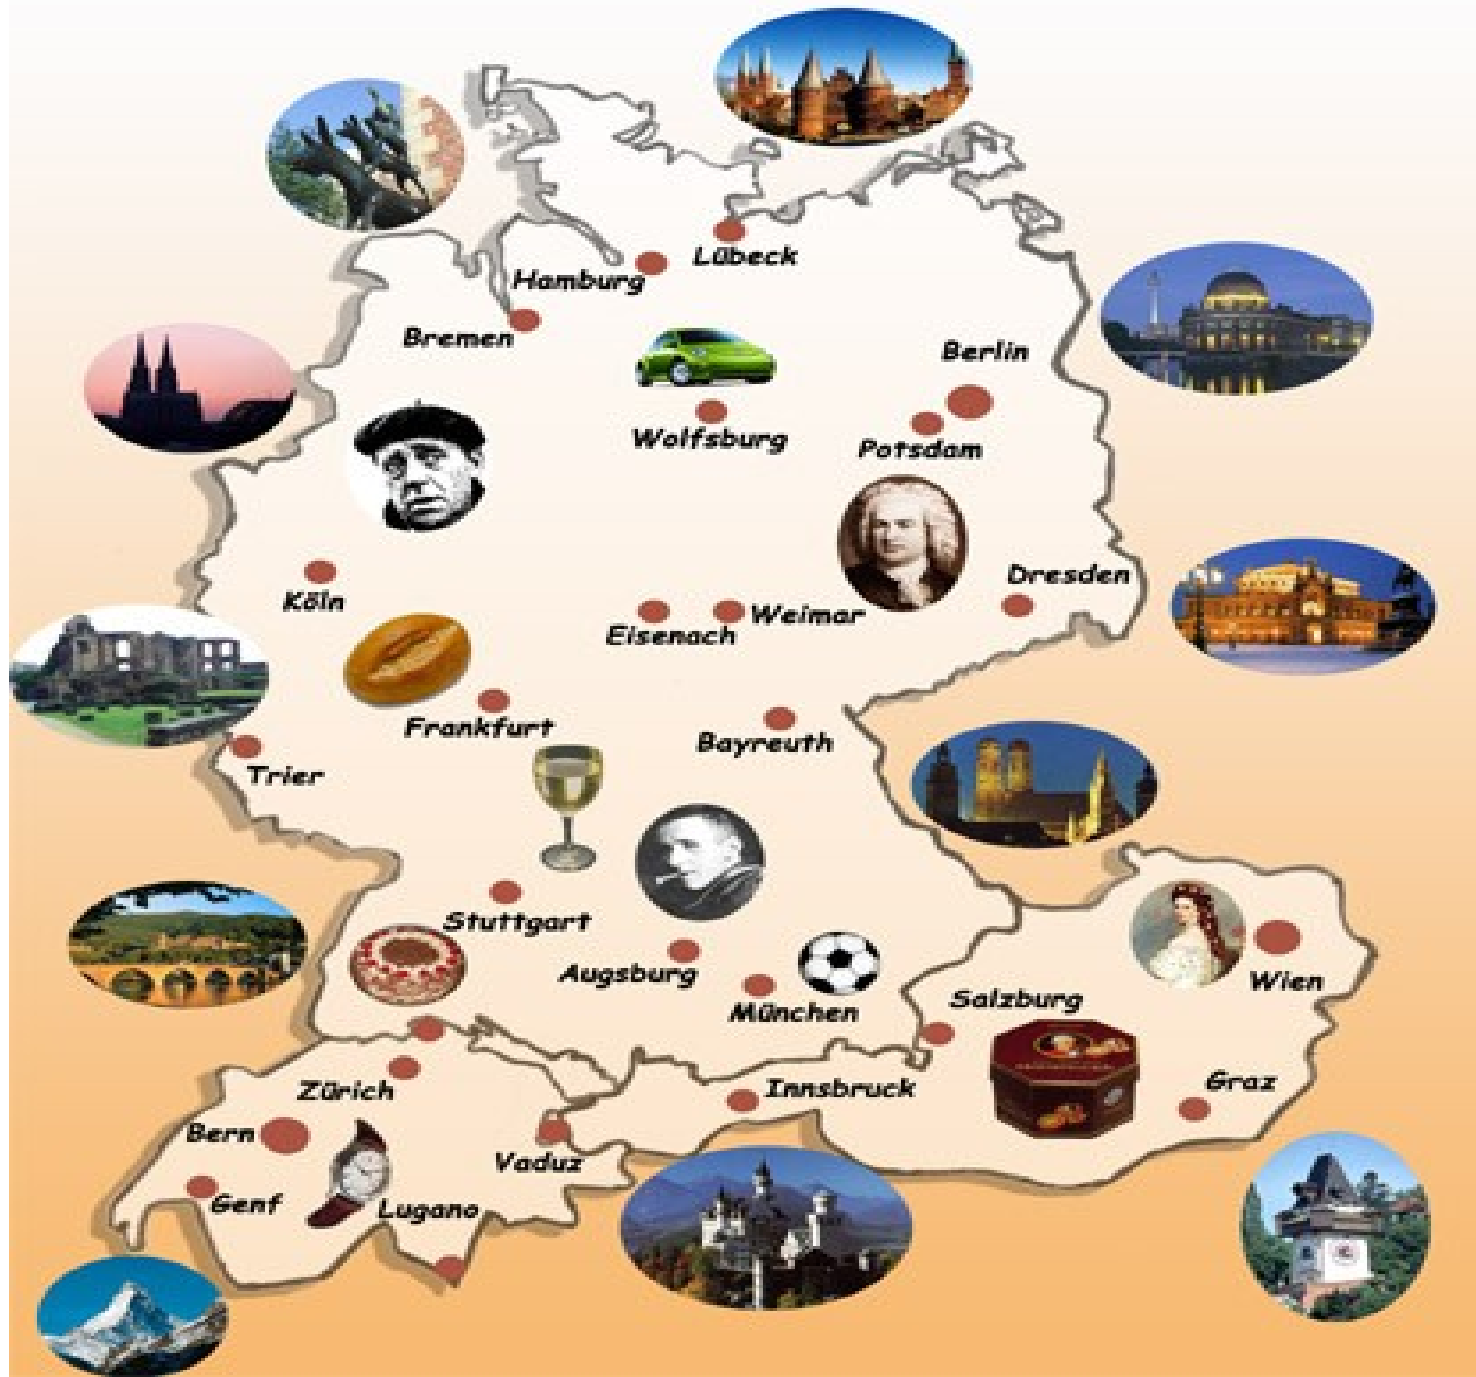 Lübeck
Hamburg
Bremen
Berlin
Wolfsburg
Potsdam
Dresden
Köln
Eisenach
Weimar
Frankfurt
Bayreuth
Trier
Stuttgart
Augsburg
München
Salzburg
Wien
Zürich
Innsbruck
Graz
Bern
Vaduz
Genf
Lugano